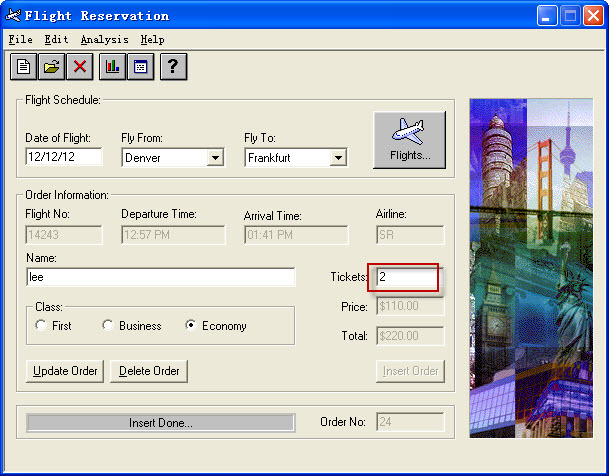 Flight Reservation
File Edit Analysis Help
?
Flight Schedule:
Date of Flight: Fly From: Fly To:
12/12/12 Denver Frankfurt
Flights...
Order Information:
Flight No: Departure Time: Arrival Time: Airline:
14243 12:57 PM 01:41 PM SR
Name:
lee
Tickets: 2
Class:
First Business Economy
Price: $110.00
Total: $220.00
Update Order Delete Order Insert Order
Insert Done... Order No: 24